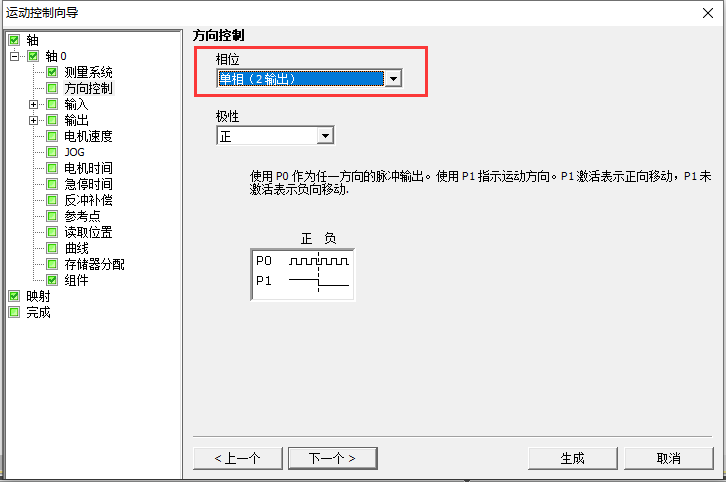 运动控制向导
轴
轴 0
测量系统
方向控制
输入
输出
电机速度
JOG
电机时间
急停时间
反冲补偿
参考点
读取位置
曲线
存储器分配
组件
映射
完成
方向控制
相位
单相（2 输出）
极性
正
使用 P0 作为任一方向的脉冲输出。使用 P1 指示运动方向。P1 激活表示正向移动，P1 未
激活表示负向移动.
正 负
P0
P1
< 上一个
下一个 >
生成
取消